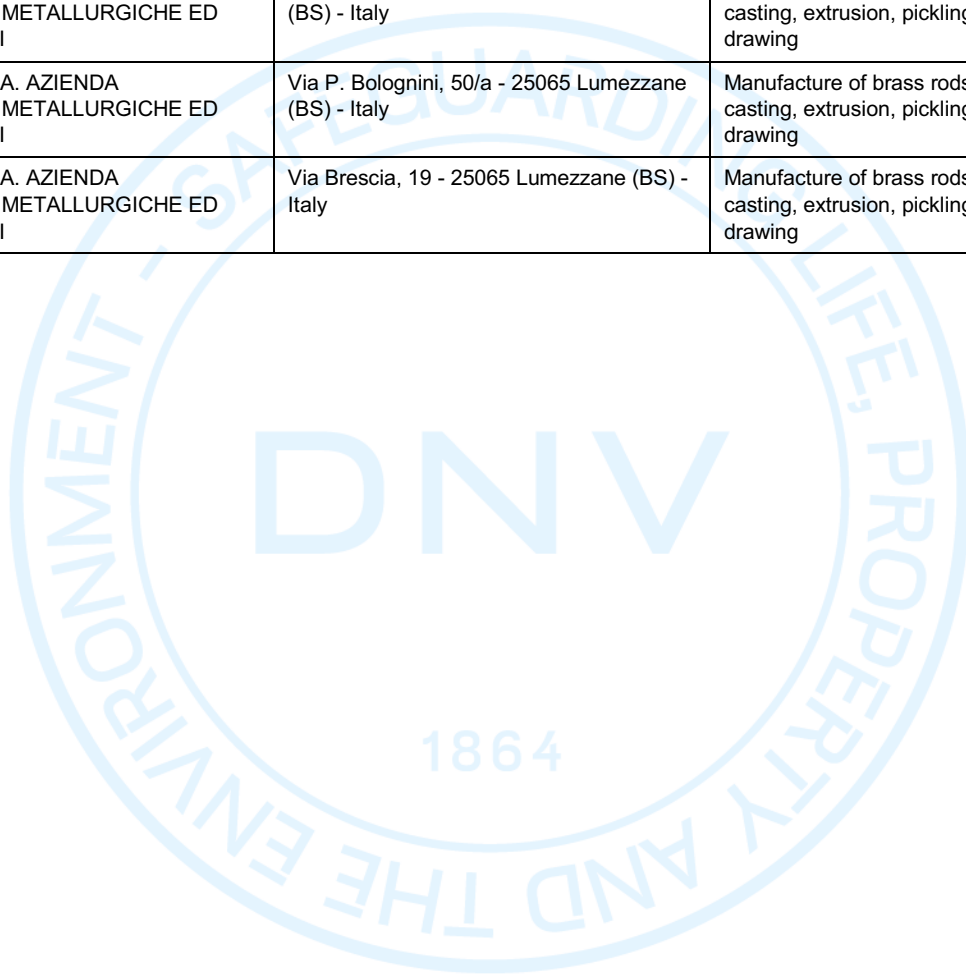 METALLURGICHE ED
I
(BS) - Italy
casting, extrusion, pickling
drawing
A. AZIENDA
METALLURGICHE ED
I
Via P. Bolognini, 50/a - 25065 Lumezzane
(BS) - Italy
Manufacture of brass rods
casting, extrusion, pickling
drawing
A. AZIENDA
METALLURGICHE ED
I
Via Brescia, 19 - 25065 Lumezzane (BS) -
Italy
Manufacture of brass rods
casting, extrusion, pickling
drawing
SAFEGUARDING LIFE, PROPERTY AND THE ENVIRONMENT -
DNV
1864